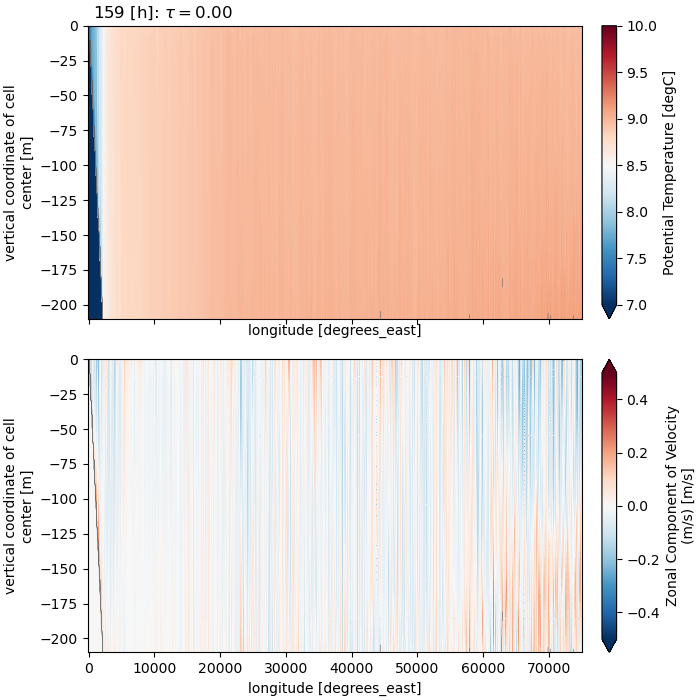 159 [h]: τ = 0.00
0
−25
−50
−75
−100
−125
−150
−175
−200
vertical coordinate of cell
center [m]
longitude [degrees_east]
10.0
9.5
9.0
8.5
8.0
7.5
7.0
Potential Temperature [degC]
0
−25
−50
−75
−100
−125
−150
−175
−200
vertical coordinate of cell
center [m]
0 10000 20000 30000 40000 50000 60000 70000
longitude [degrees_east]
0.4
0.2
0.0
−0.2
−0.4
Zonal Component of Velocity
(m/s) [m/s]